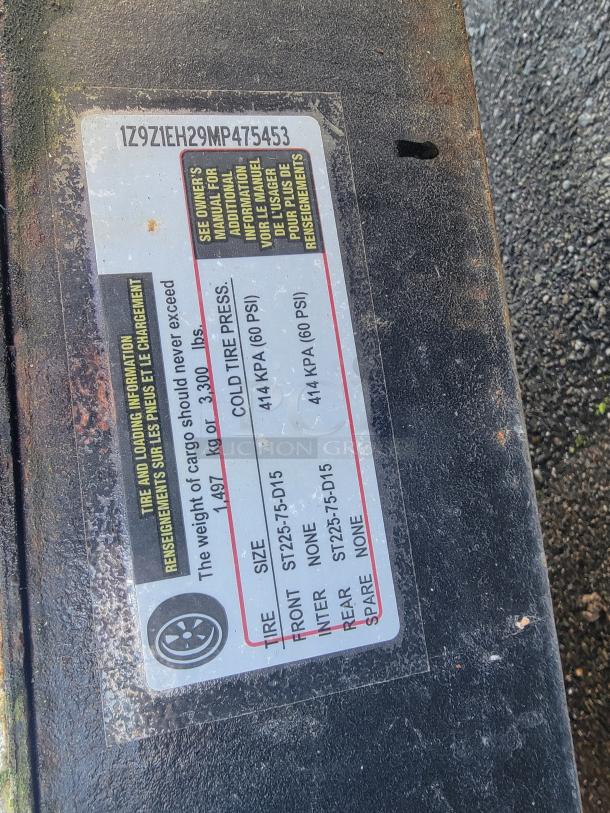 1Z9Z1EH29MP475453
TIRE AND LOADING INFORMATION
RENSEIGNEMENTS SUR LES PNEUS ET LE CHARGEMENT
The weight of cargo should never exceed
1,497 kg or 3,300 lbs.
SEE OWNER'S
MANUAL FOR
ADDITIONAL
INFORMATION
VOIR LE MANUEL
DE L'USAGER
POUR PLUS DE
RENSEIGNEMENTS
TIRE SIZE COLD TIRE PRESS.
FRONT ST225-75-D15 414 KPA (60 PSI)
INTER NONE
REAR ST225-75-D15 414 KPA (60 PSI)
SPARE NONE
AUCTION GROUP